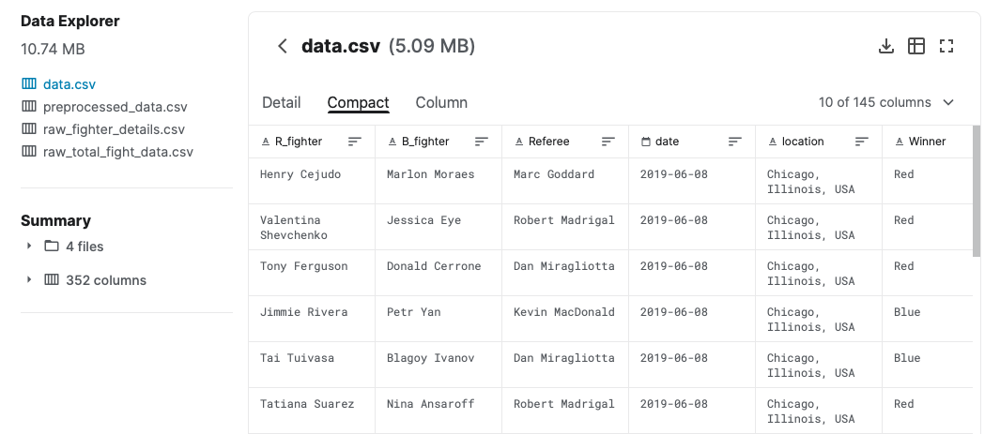 Data Explorer
10.74 MB
data.csv
preprocessed_data.csv
raw_fighter_details.csv
raw_total_fight_data.csv
Summary
4 files
352 columns
data.csv (5.09 MB)
Detail Compact Column 10 of 145 columns
R_fighter B_fighter Referee date location Winner
Henry Cejudo Marlon Moraes Marc Goddard 2019-06-08 Chicago, Red
Illinois, USA
Valentina Jessica Eye Robert Madrigal 2019-06-08 Chicago, Red
Shevchenko Illinois, USA
Tony Ferguson Donald Cerrone Dan Miragliotta 2019-06-08 Chicago, Red
Illinois, USA
Jimmie Rivera Petr Yan Kevin MacDonald 2019-06-08 Chicago, Blue
Illinois, USA
Tai Tuivasa Blagoy Ivanov Dan Miragliotta 2019-06-08 Chicago, Blue
Illinois, USA
Tatiana Suarez Nina Ansaroff Robert Madrigal 2019-06-08 Chicago, Red
Illinois, USA